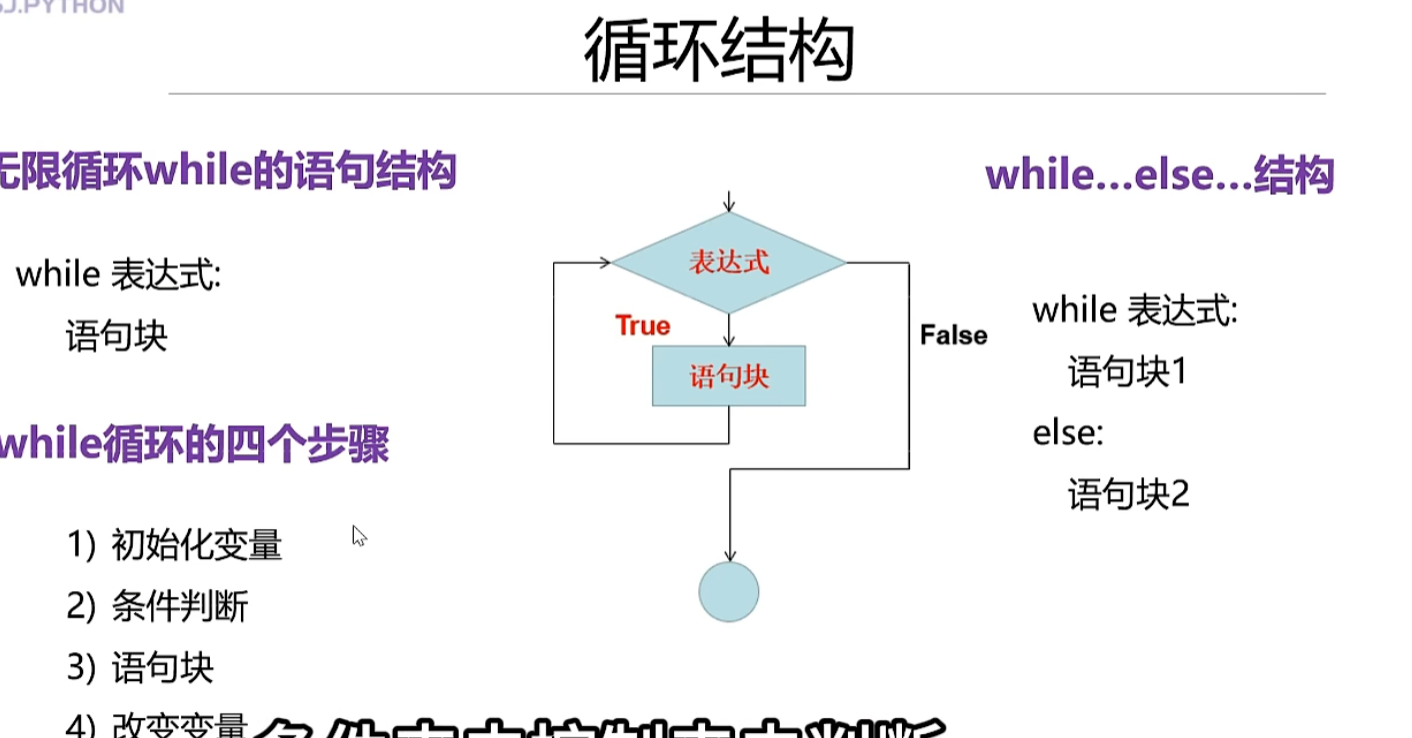 循环结构
无限循环while的语句结构
while 表达式:
语句块
while循环的四个步骤
1) 初始化变量
2) 条件判断
3) 语句块
4) 改变变量
表达式
True
语句块
False
while...else...结构
while 表达式:
语句块1
else:
语句块2